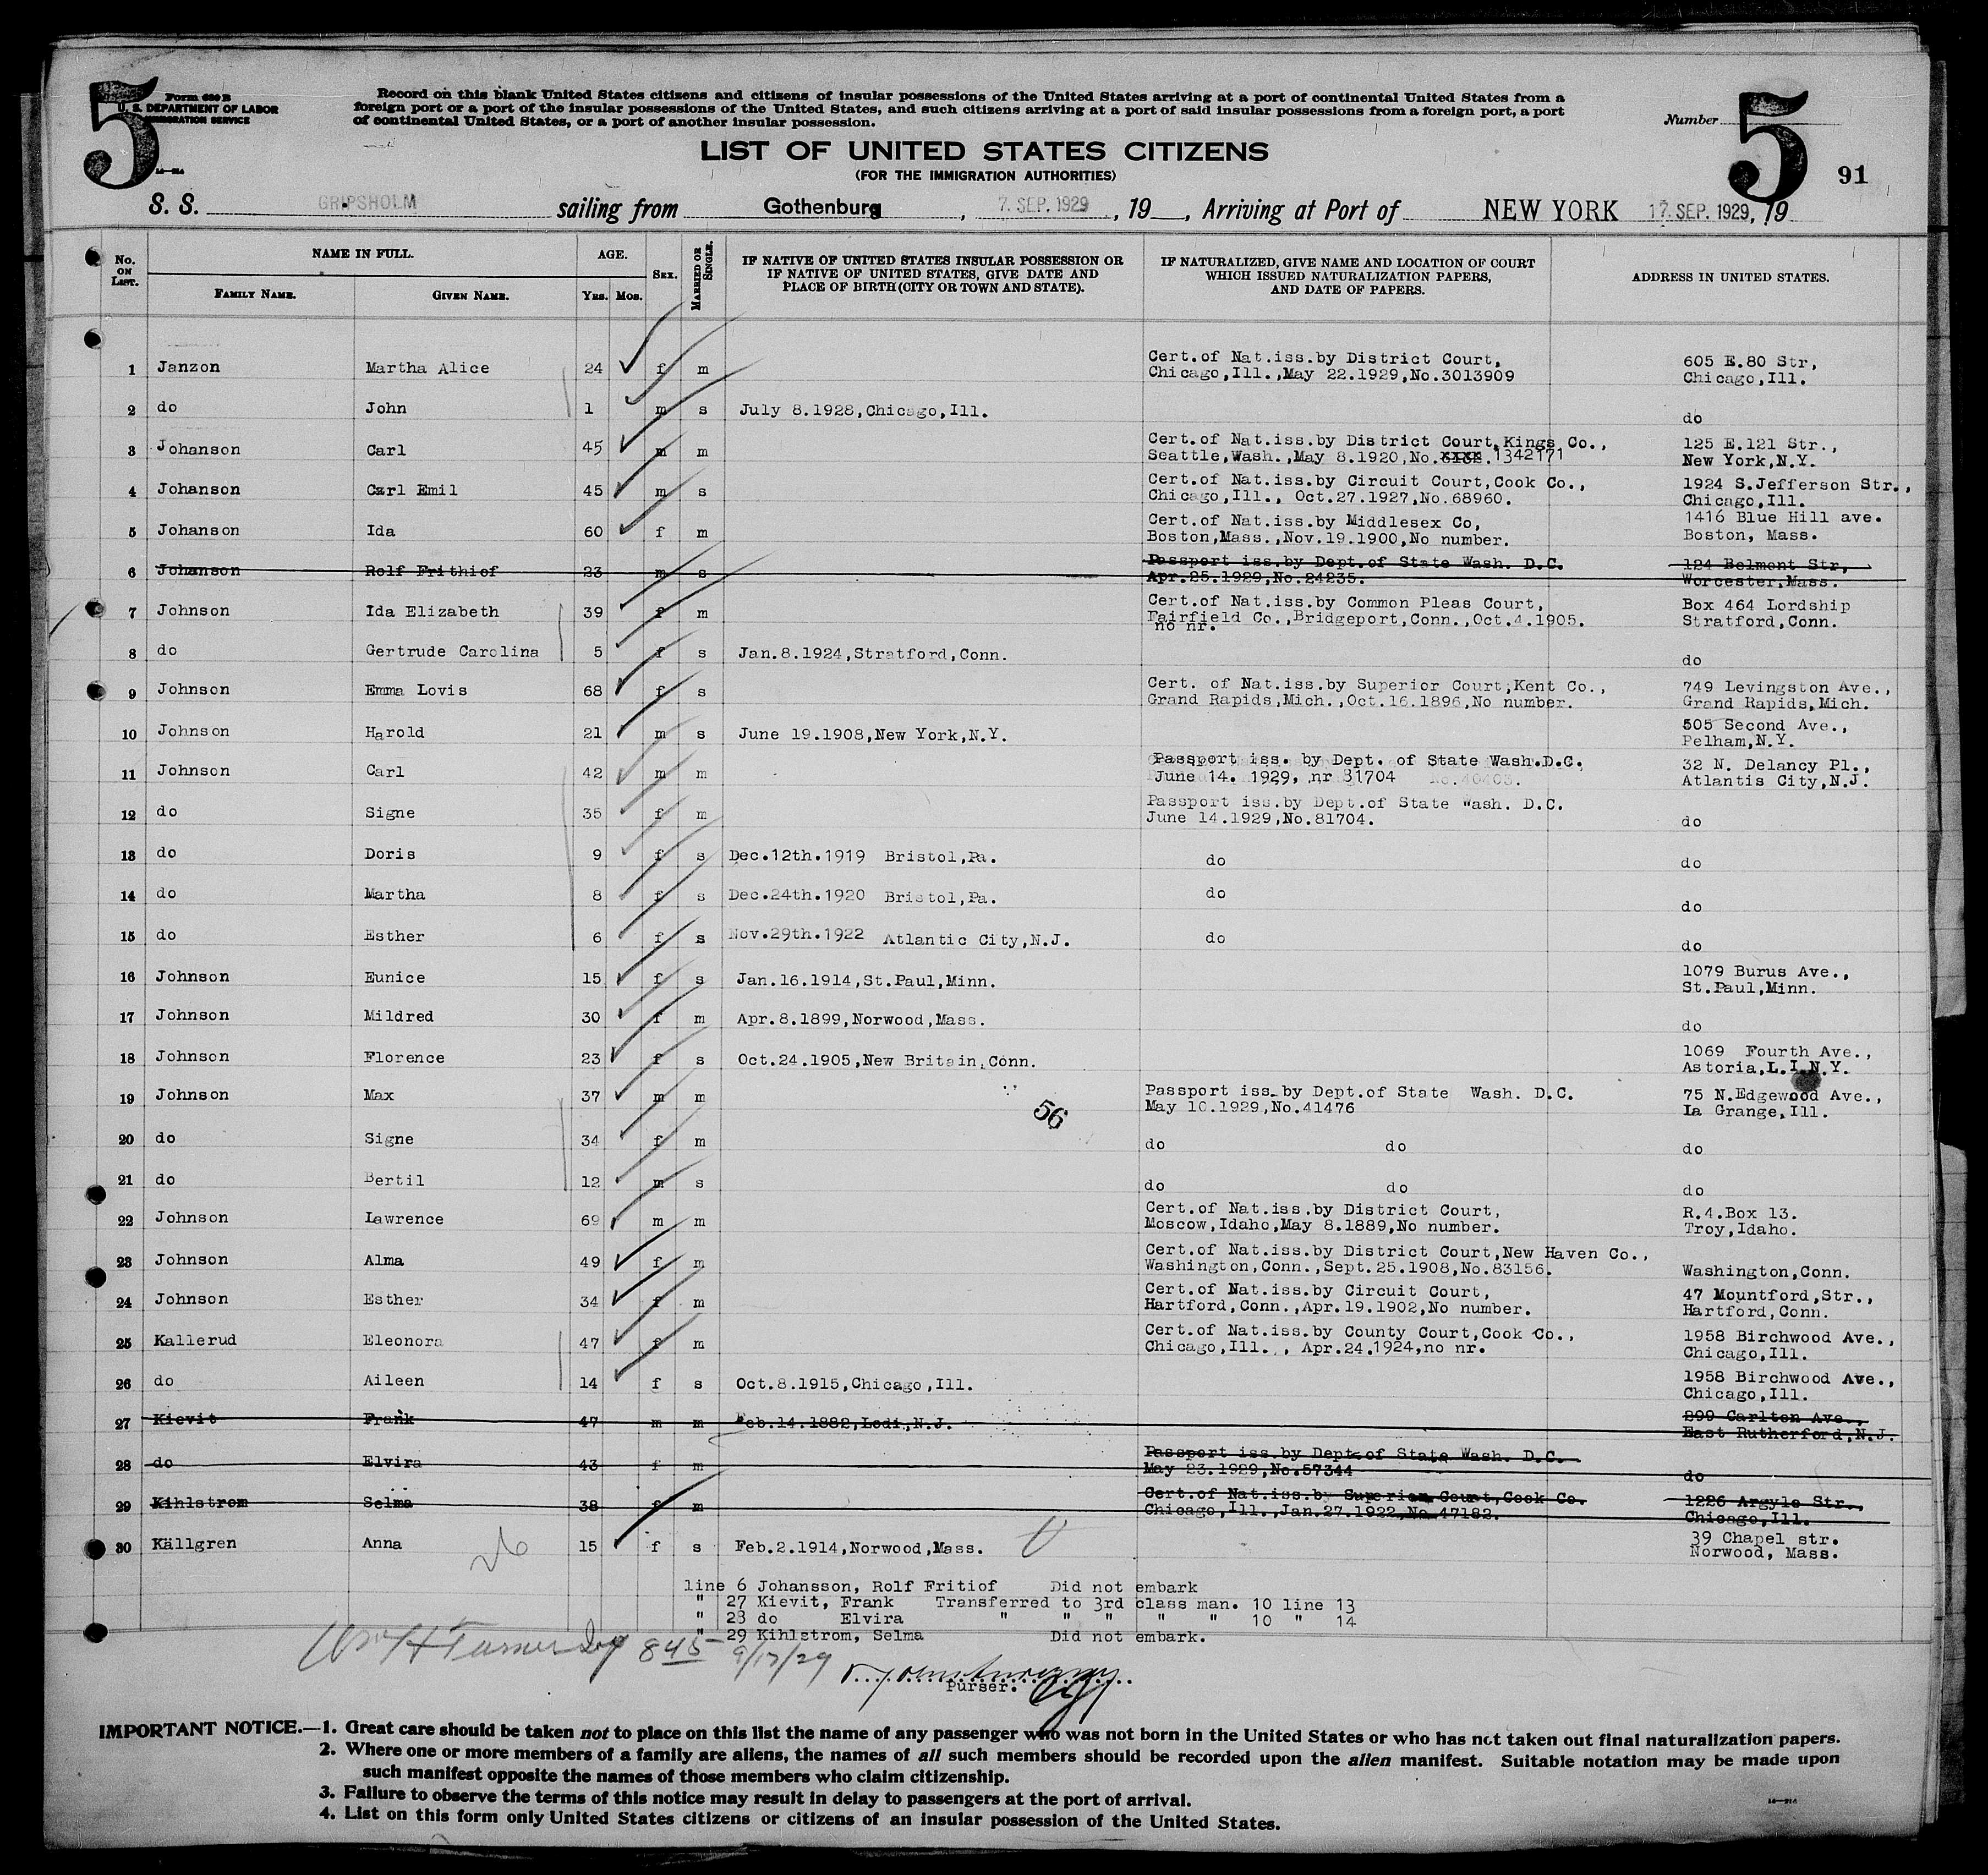 5
Form 630 B
U. S. DEPARTMENT OF LABOR
IMMIGRATION SERVICE
Record on this blank United States citizens and citizens of insular possessions of the United States arriving at a port of continental United States from a
foreign port or a port of the insular possessions of the United States, and such citizens arriving at a port of said insular possessions from a foreign port, a port
of continental United States, or a port of another insular possession.
Number 5
91
LIST OF UNITED STATES CITIZENS
(FOR THE IMMIGRATION AUTHORITIES)
S. S. GRIPSHOLM sailing from Gothenburg, 7. SEP. 1929, 19__, Arriving at Port of NEW YORK 17. SEP. 1929, 19
No. ON LIST. NAME IN FULL. FAMILY NAME. GIVEN NAME. AGE. YRS. MOS. SEX. MARRIED OR SINGLE.
IF NATIVE OF UNITED STATES INSULAR POSSESSION OR IF NATIVE OF UNITED STATES, GIVE DATE AND PLACE OF BIRTH (CITY OR TOWN AND STATE).
IF NATURALIZED, GIVE NAME AND LOCATION OF COURT WHICH ISSUED NATURALIZATION PAPERS, AND DATE OF PAPERS.
ADDRESS IN UNITED STATES.
1 Janzon Martha Alice 24 f m Cert.of Nat.iss.by District Court, 605 E.80 Str,
Chicago,Ill.,May 22.1929,No.3013909 Chicago,Ill.
2 do John 1 m s July 8.1928,Chicago,Ill. do
3 Johanson Carl 45 m m Cert.of Nat.iss.by District Court,Kings Co., 125 E.121 Str.,
Seattle,Wash.,May 8.1920,No. 1342171 New York,N.Y.
4 Johanson Carl Emil 45 m s Cert.of Nat.iss.by Circuit Court,Cook Co., 1924 S.Jefferson Str.,
Chicago,Ill., Oct.27.1927,No.68960. Chicago,Ill.
5 Johanson Ida 60 f m Cert.of Nat.iss.by Middlesex Co, 1416 Blue Hill ave.
Boston,Mass.,Nov.19.1900,No number. Boston, Mass.
6 Johanson Rolf Frithiof 23 m s Passport iss.by Dept.of State Wash. D.C. 124 Belmont Str,
Apr.25.1929,No.24235. Worcester,Mass.
7 Johnson Ida Elizabeth 39 f m Cert.of Nat.iss.by Common Pleas Court, Box 464 Lordship
Fairfield Co.,Bridgeport,Conn.,Oct.4.1905. Stratford,Conn.
no nr.
8 do Gertrude Carolina 5 f s Jan.8.1924,Stratford,Conn. do
9 Johnson Emma Lovis 68 f s Cert. of Nat.iss.by Superior Court;Kent Co., 749 Levingston Ave.,
Grand Rapids,Mich.,Oct.16.1896,No number. Grand Rapids,Mich.
10 Johnson Harold 21 m s June 19.1908,New York,N.Y. 505 Second Ave.,
Pelham,N.Y.
11 Johnson Carl 42 m m Passport iss. by Dept. of State Wash.D.C. 32 N. Delancy Pl.,
June 14. 1929, nr 81704 Atlantis City,N.J.
12 do Signe 35 f m Passport iss.by Dept.of State Wash. D.C.
June 14.1929,No.81704. do
13 do Doris 9 f s Dec.12th.1919 Bristol,Pa. do do
14 do Martha 8 f s Dec.24th.1920 Bristol,Pa. do do
15 do Esther 6 f s Nov.29th.1922 Atlantic City,N.J. do do
16 Johnson Eunice 15 f s Jan.16.1914,St.Paul,Minn. 1079 Burus Ave.,
St.Paul,Minn.
17 Johnson Mildred 30 f m Apr.8.1899,Norwood,Mass. do
18 Johnson Florence 23 f s Oct.24.1905,New Britain,Conn. 1069 Fourth Ave.,
Astoria,L.I.N.Y.
19 Johnson Max 37 m m Passport iss.by Dept.of State Wash. D.C. 75 N.Edgewood Ave.,
May 10.1929,No.41476 La Grange,Ill.
56
20 do Signe 34 f m do do do
21 do Bertil 12 m s do do do
22 Johnson Lawrence 69 m m Cert.of Nat.iss.by District Court, R.4.Box 13.
Moscow,Idaho,May 8.1889,No number. Troy,Idaho.
23 Johnson Alma 49 f m Cert.of Nat.iss.by District Court,New Haven Co.,
Washington,Conn.,Sept.25.1908,No.83156. Washington,Conn.
24 Johnson Esther 34 f m Cert.of Nat.iss.by Circuit Court, 47 Mountford,Str.,
Hartford,Conn.,Apr.19.1902,No number. Hartford,Conn.
25 Kallerud Eleonora 47 f m Cert.of Nat.iss.by County Court,Cook Co., 1958 Birchwood Ave.,
Chicago,Ill., Apr.24.1924,no nr. Chicago,Ill.
26 do Aileen 14 f s Oct.8.1915,Chicago,Ill. 1958 Birchwood Ave.,
Chicago,Ill.
27 Kievit Frank 47 m m Feb.14.1882,Lodi,N.J. 299 Carlton Ave.,
East Rutherford,N.J.
28 do Elvira 43 f m Passport iss.by Dept.of State Wash. D.C.
May 23.1929,No.57344 do
29 Kihlstrom Selma 38 f m Cert.of Nat.iss.by Superior Court,Cook Co. 1226 Argyle Str.,
Chicago,Ill.,Jan.27.1922,No 47182. Chicago,Ill.
30 Källgren Anna 15 f s Feb.2.1914,Norwood,Mass. 39 Chapel str.
Norwood, Mass.
26
line 6 Johansson, Rolf Fritiof Did not embark
" 27 Kievit, Frank Transferred to 3rd class man. 10 line 13
" 28 do Elvira " " " " " 10 " 14
" 29 Kihlstrom, Selma Did not embark.
Wm H Turner 845 9/17/29
Purser.
IMPORTANT NOTICE.—1. Great care should be taken not to place on this list the name of any passenger who was not born in the United States or who has not taken out final naturalization papers.
2. Where one or more members of a family are aliens, the names of all such members should be recorded upon the alien manifest. Suitable notation may be made upon
such manifest opposite the names of those members who claim citizenship.
3. Failure to observe the terms of this notice may result in delay to passengers at the port of arrival.
4. List on this form only United States citizens or citizens of an insular possession of the United States.